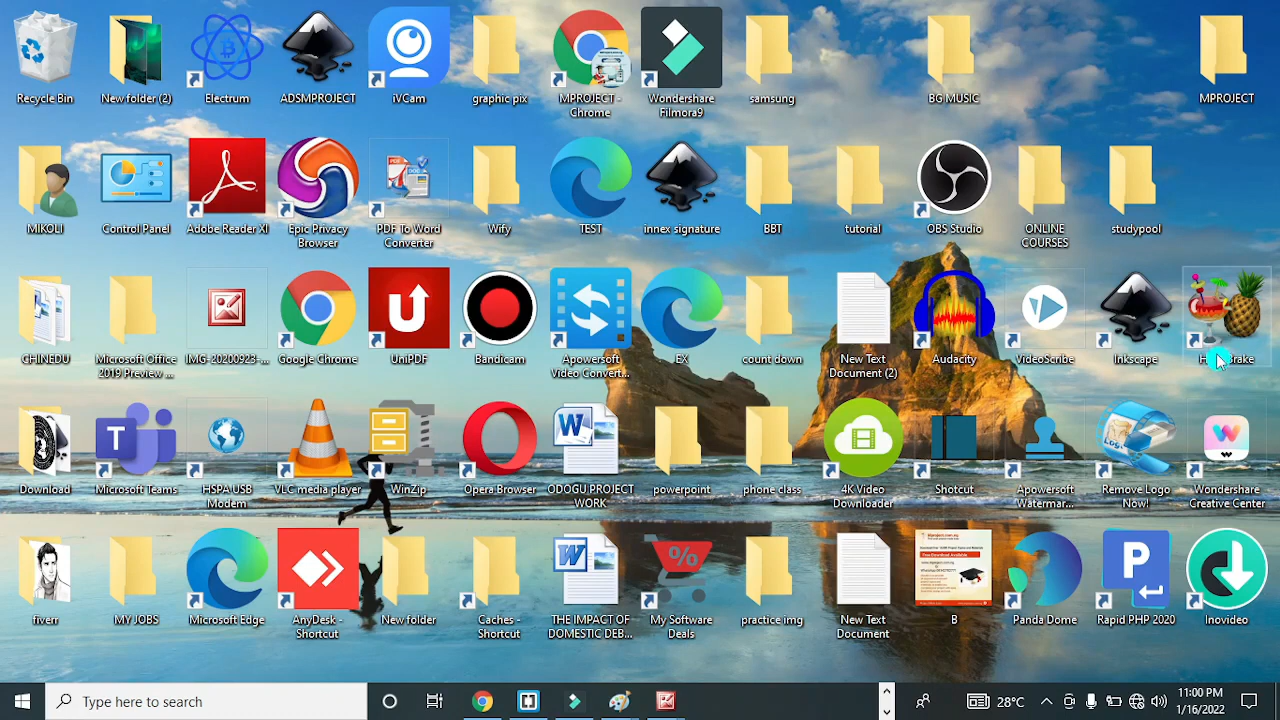 Recycle Bin
New folder (2)
Electrum
ADSMPROJECT
iVCam
graphic pix
MPROJECT -
Chrome
Wondershare
Filmora9
samsung
BG MUSIC
MPROJECT
MIKOLI
Control Panel
Adobe Reader XI
Epic Privacy
Browser
PDF To Word
Converter
Wify
TEST
innex signature
BBT
tutorial
OBS Studio
ONLINE
COURSES
studypool
CHINEDU
Microsoft Office
2019 Preview ...
IMG-20200923-...
Google Chrome
UniPDF
Bandicam
Apowersoft
Video Convert...
EX
count down
New Text
Document (2)
Audacity
VideoScribe
Inkscape
Download
Microsoft Teams
HSPA USB
Modem
VLC media player
WinZip
Opera Browser
ODOGU PROJECT
WORK
powerpoint
phone class
4K Video
Downloader
Shotcut
Apowersoft
Watermar...
Remove Logo
Now!
Wondershare
Creative Center
fiverr
MY JOBS
Microsoft Edge
AnyDesk -
Shortcut
New folder
Caches -
Shortcut
THE IMPACT OF
DOMESTIC DEB...
My Software
Deals
practice img
New Text
Document
B
Panda Dome
Rapid PHP 2020
Inovideo
Type here to search
28°C
11:00 PM
1/16/2022